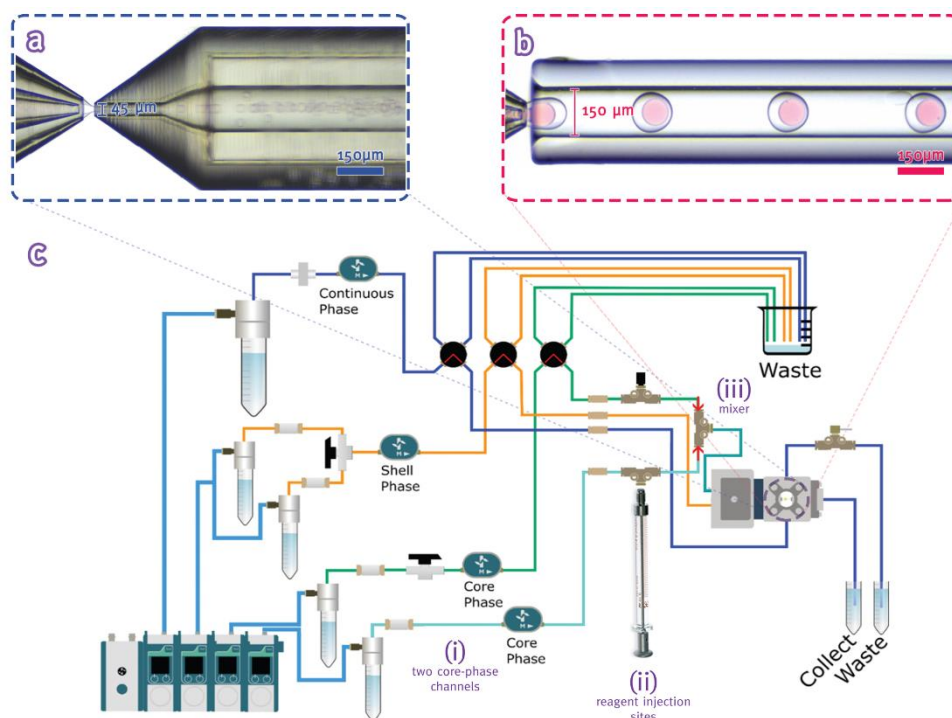 a
45 µm
150µm
b
150 µm
150µm
c
Continuous
Phase
M
Waste
(iii)
mixer
Shell
Phase
M
Core
Phase
M
Core
Phase
M
(i)
two core-phase
channels
(ii)
reagent injection
sites
Collect
Waste